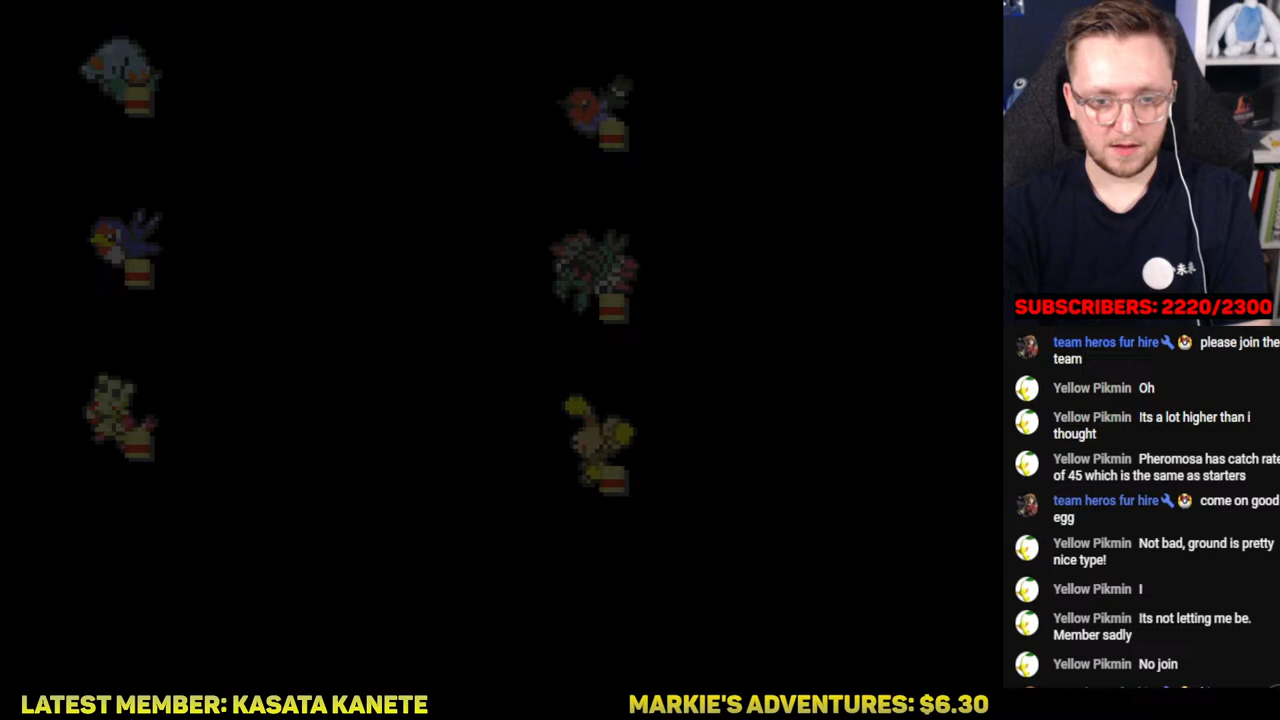 SUBSCRIBERS: 2220/2300
team heros fur hire please join the
team
Yellow Pikmin Oh
Yellow Pikmin Its a lot higher than i
thought
Yellow Pikmin Pheromosa has catch rate
of 45 which is the same as starters
team heros fur hire come on good
egg
Yellow Pikmin Not bad, ground is pretty
nice type!
Yellow Pikmin I
Yellow Pikmin Its not letting me be.
Member sadly
Yellow Pikmin No join
LATEST MEMBER: KASATA KANETE
MARKIE'S ADVENTURES: $6.30